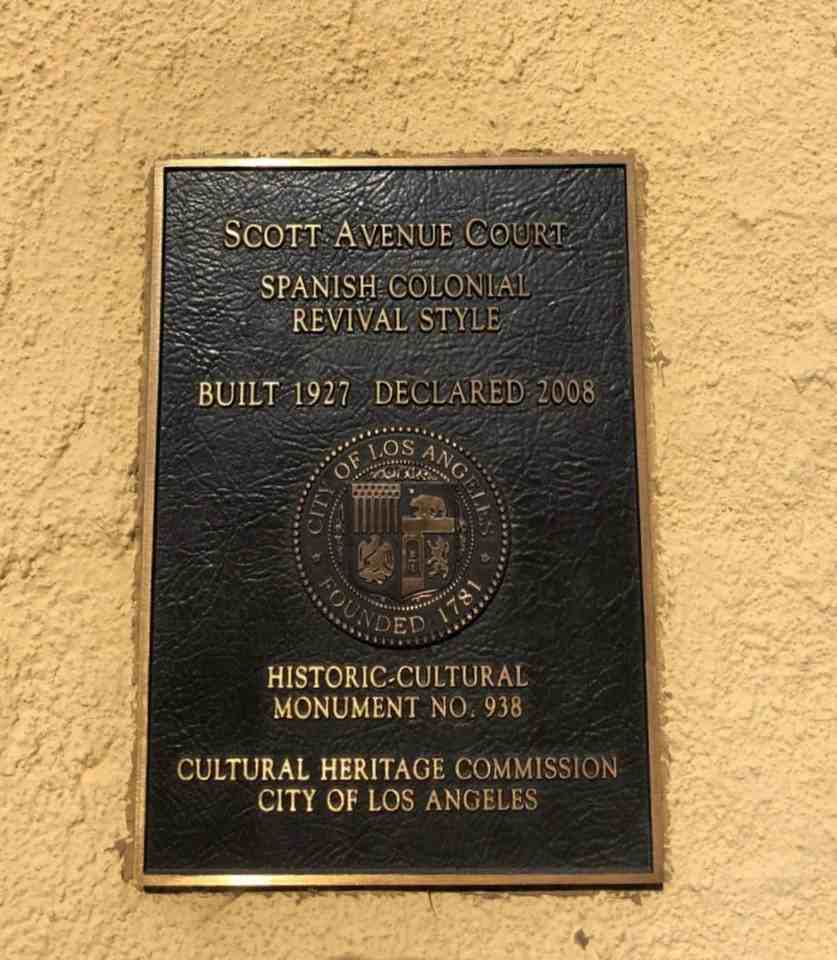 SCOTT AVENUE COURT
SPANISH COLONIAL
REVIVAL STYLE
BUILT 1927 DECLARED 2008
CITY OF LOS ANGELES
FOUNDED 1781
HISTORIC-CULTURAL
MONUMENT NO. 938
CULTURAL HERITAGE COMMISSION
CITY OF LOS ANGELES